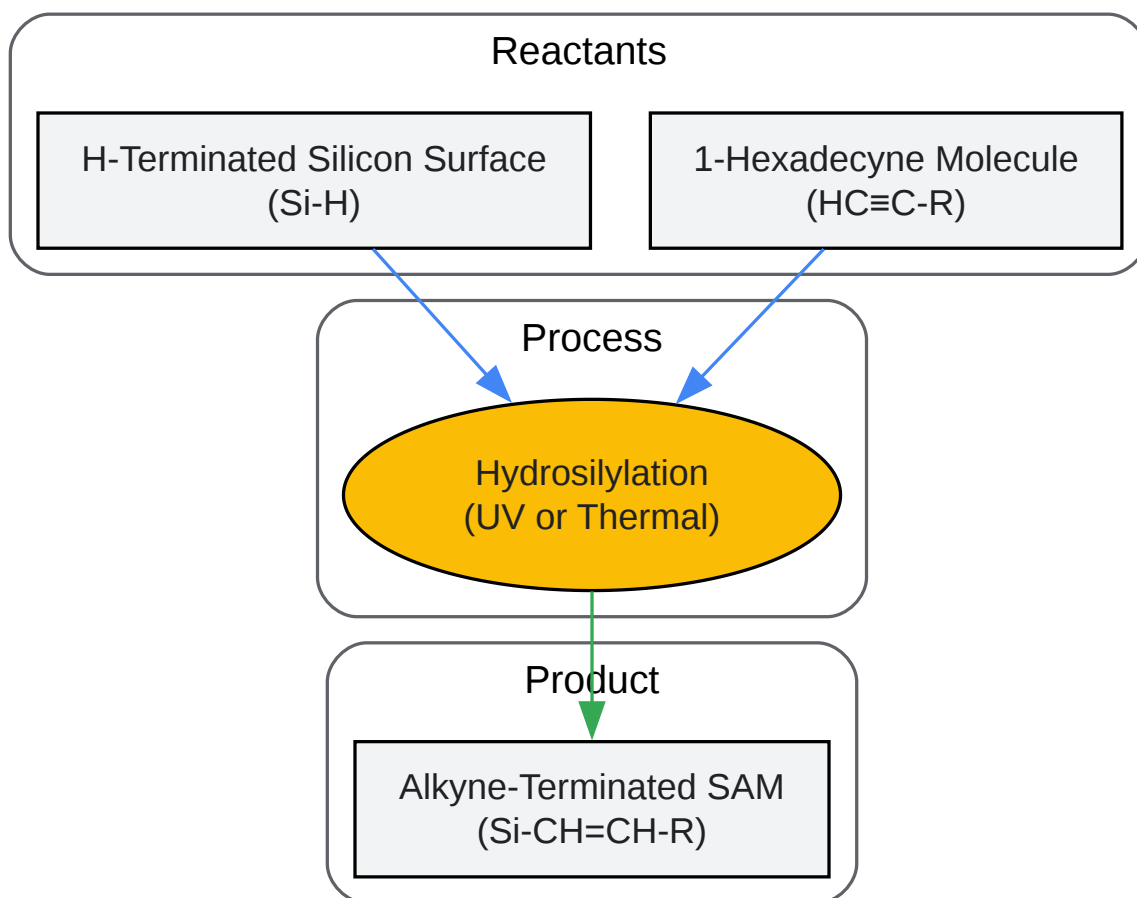 Reactants
H-Terminated Silicon Surface
(Si-H)
1-Hexadecyne Molecule
(HC≡C-R)
Process
Hydrosilylation
(UV or Thermal)
Product
Alkyne-Terminated SAM
(Si-CH=CH-R)